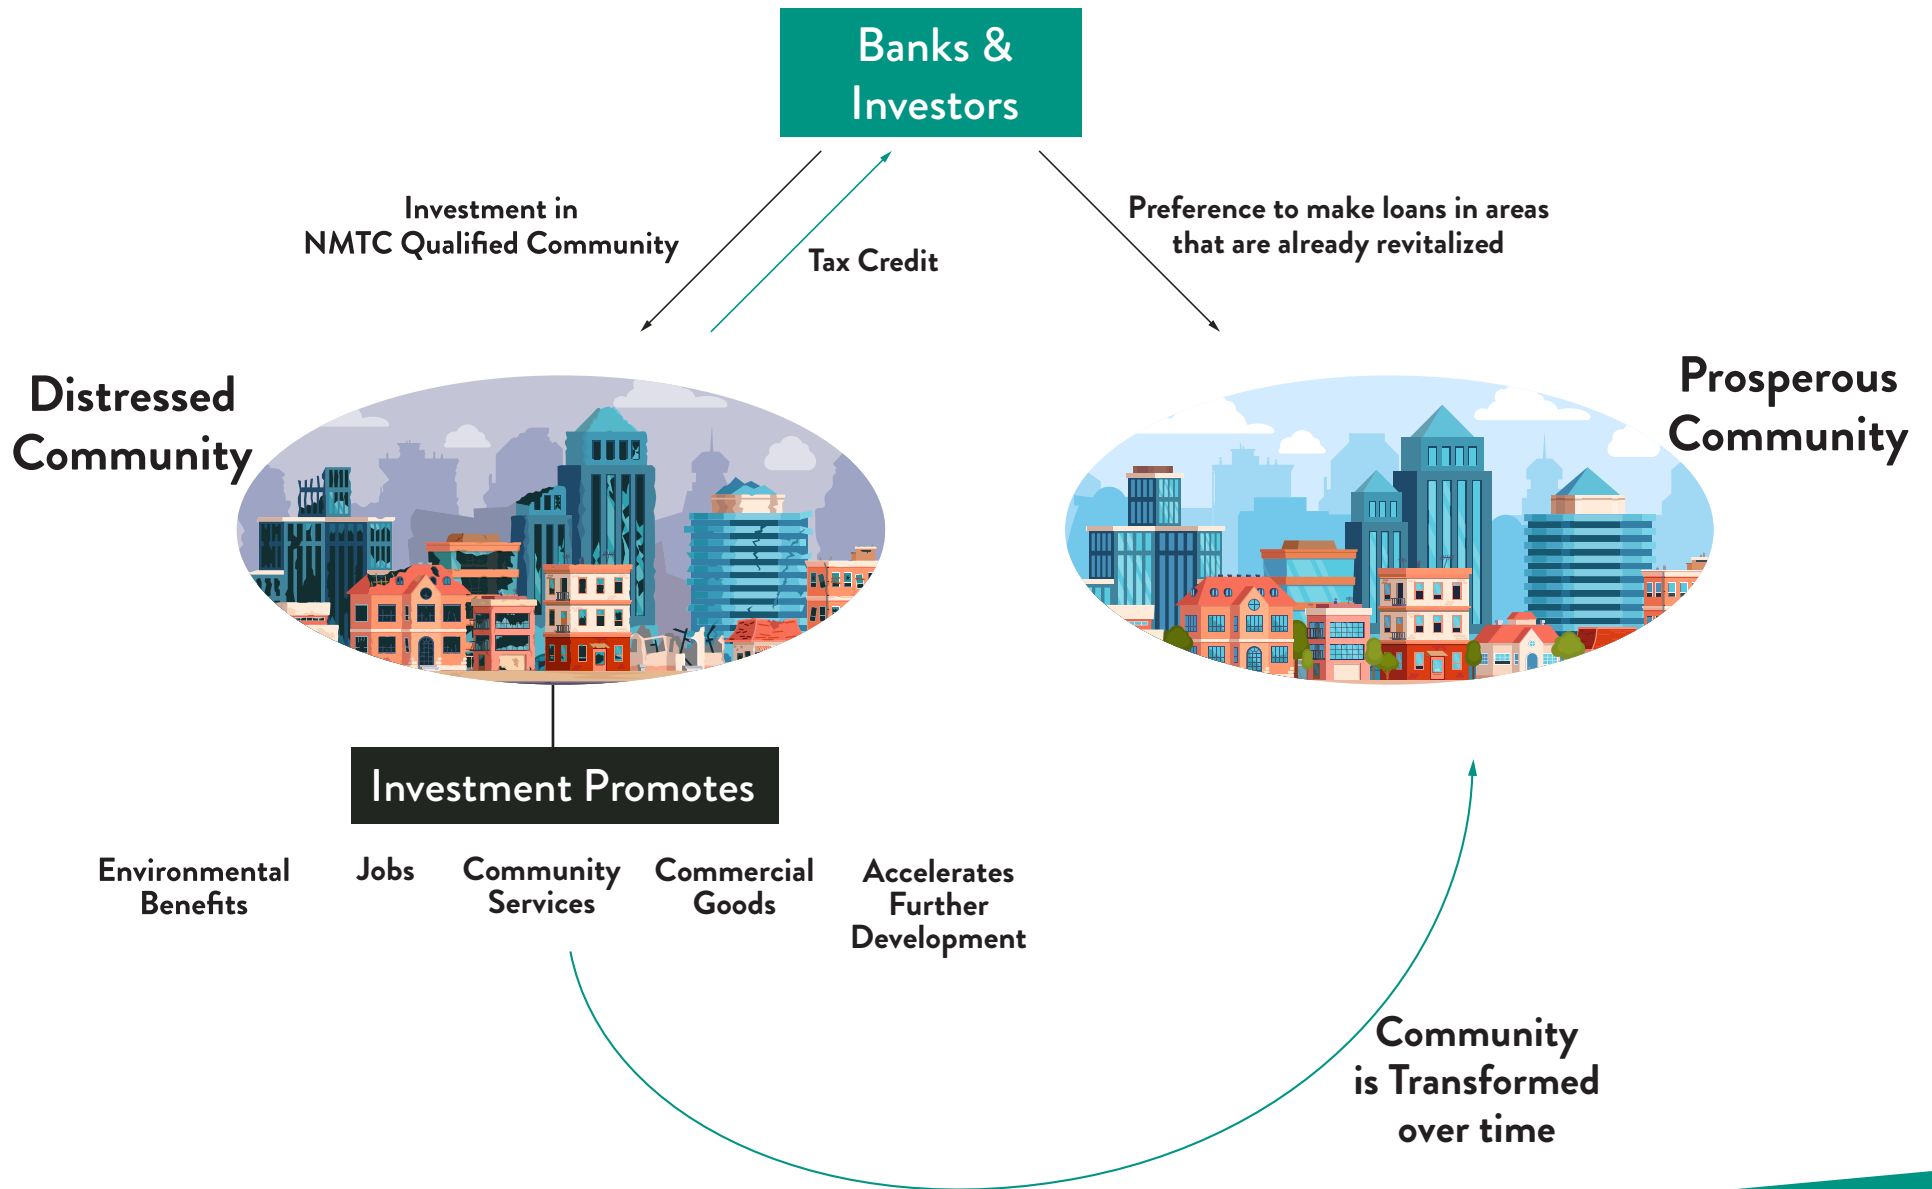 Banks &
Investors
Investment in
NMTC Qualified Community
Tax Credit
Preference to make loans in areas
that are already revitalized
Distressed
Community
Prosperous
Community
Investment Promotes
Environmental
Benefits
Jobs
Community
Services
Commercial
Goods
Accelerates
Further
Development
Community
is Transformed
over time